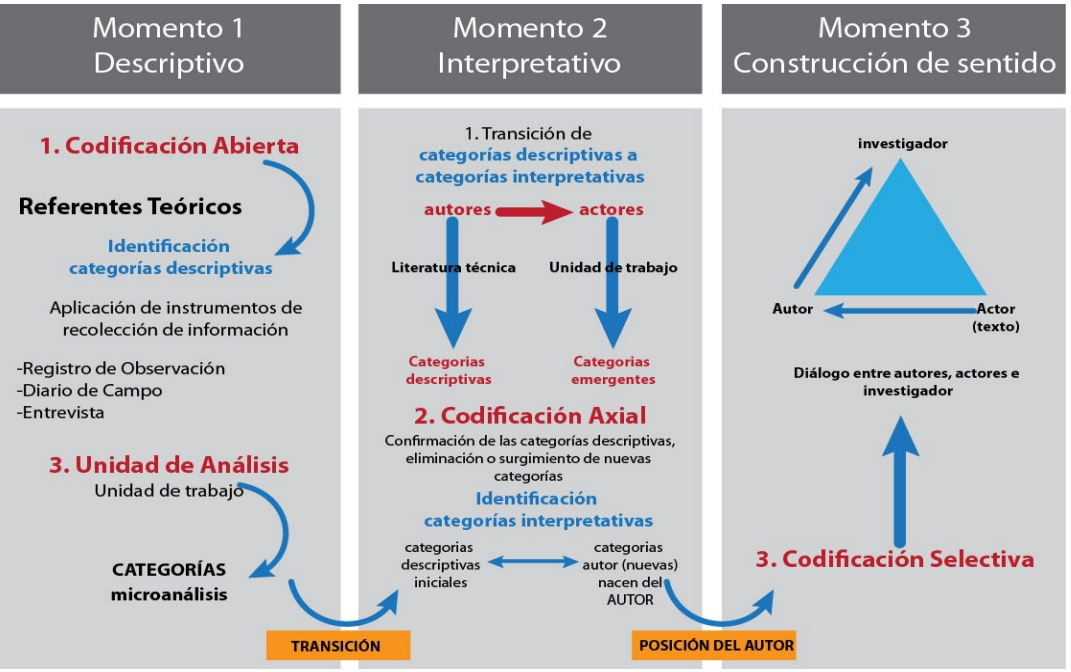 Momento 1
Descriptivo
1. Codificación Abierta
Referentes Teóricos
Identificación
categorías descriptivas
Aplicación de instrumentos de
recolección de información
-Registro de Observación
-Diario de Campo
-Entrevista
3. Unidad de Análisis
Unidad de trabajo
CATEGORÍAS
microanálisis
TRANSICIÓN
Momento 2
Interpretativo
1. Transición de
categorías descriptivas a
categorías interpretativas
autores
actores
Literatura técnica
Unidad de trabajo
Categorias
descriptivas
Categorias
emergentes
2. Codificación Axial
Confirmación de las categorías descriptivas,
eliminación o surgimiento de nuevas
categorías
Identificación
categorías interpretativas
categorias
descriptivas
iniciales
categorias
autor (nuevas)
nacen del
AUTOR
POSICIÓN DEL AUTOR
Momento 3
Construcción de sentido
investigador
Autor
Actor
(texto)
Diálogo entre autores, actores e
investigador
3. Codificación Selectiva